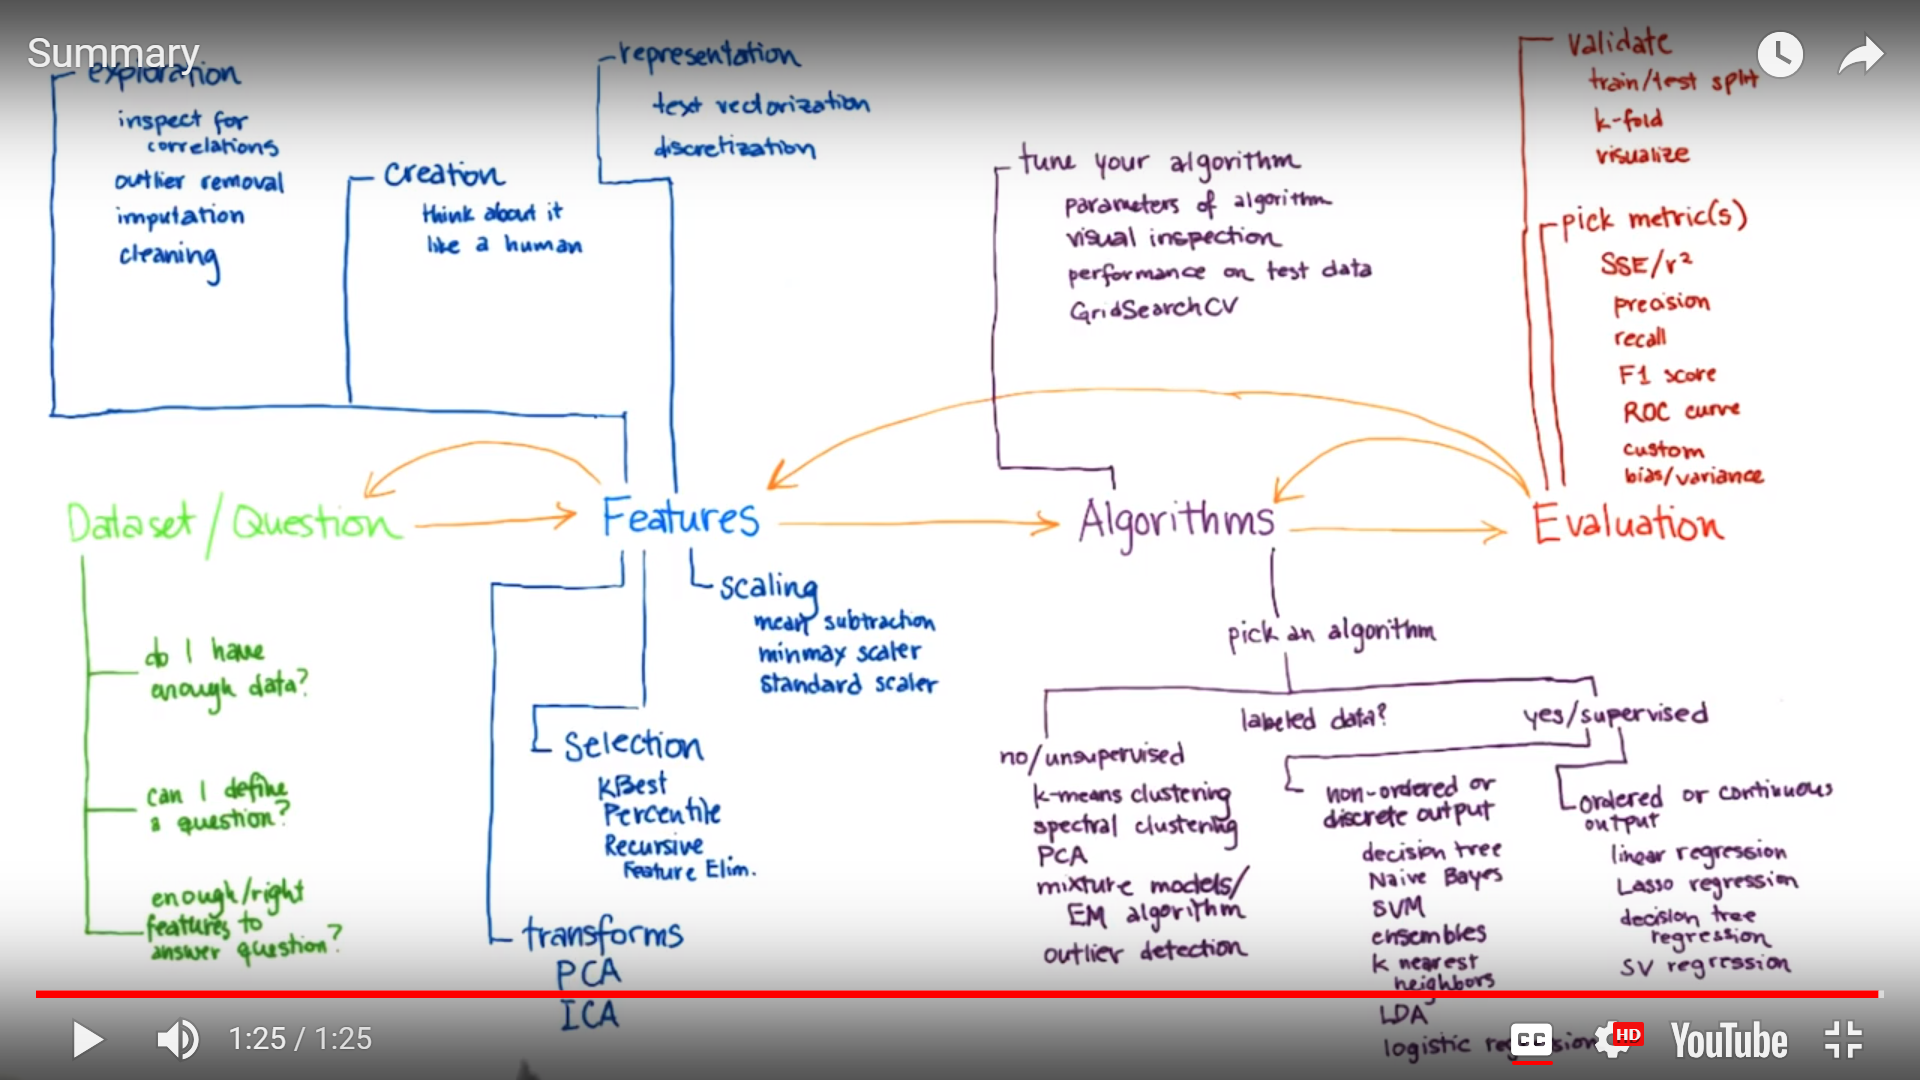 Summary
exploration
inspect for
correlations
outlier removal
imputation
cleaning
creation
think about it
like a human
representation
text vectorization
discretization
tune your algorithm
parameters of algorithm
visual inspection
performance on test data
GridSearchCV
validate
train/test split
k-fold
visualize
pick metric(s)
SSE/r²
precision
recall
F1 score
ROC curve
custom
bias/variance
Dataset/Question
Features
Algorithms
Evaluation
do I have
enough data?
can I define
a question?
enough/right
features to
answer question?
scaling
mean subtraction
minmax scaler
standard scaler
Selection
KBest
Percentile
Recursive
Feature Elim.
transforms
PCA
ICA
pick an algorithm
labeled data?
no/unsupervised
k-means clustering
spectral clustering
PCA
mixture models/
EM algorithm
outlier detection
yes/supervised
non-ordered or
discrete output
decision tree
Naive Bayes
SVM
ensembles
k nearest
neighbors
LDA
logistic regression
ordered or continuous
output
linear regression
Lasso regression
decision tree
regression
SV regression
1:25 / 1:25
CC
HD
YouTube